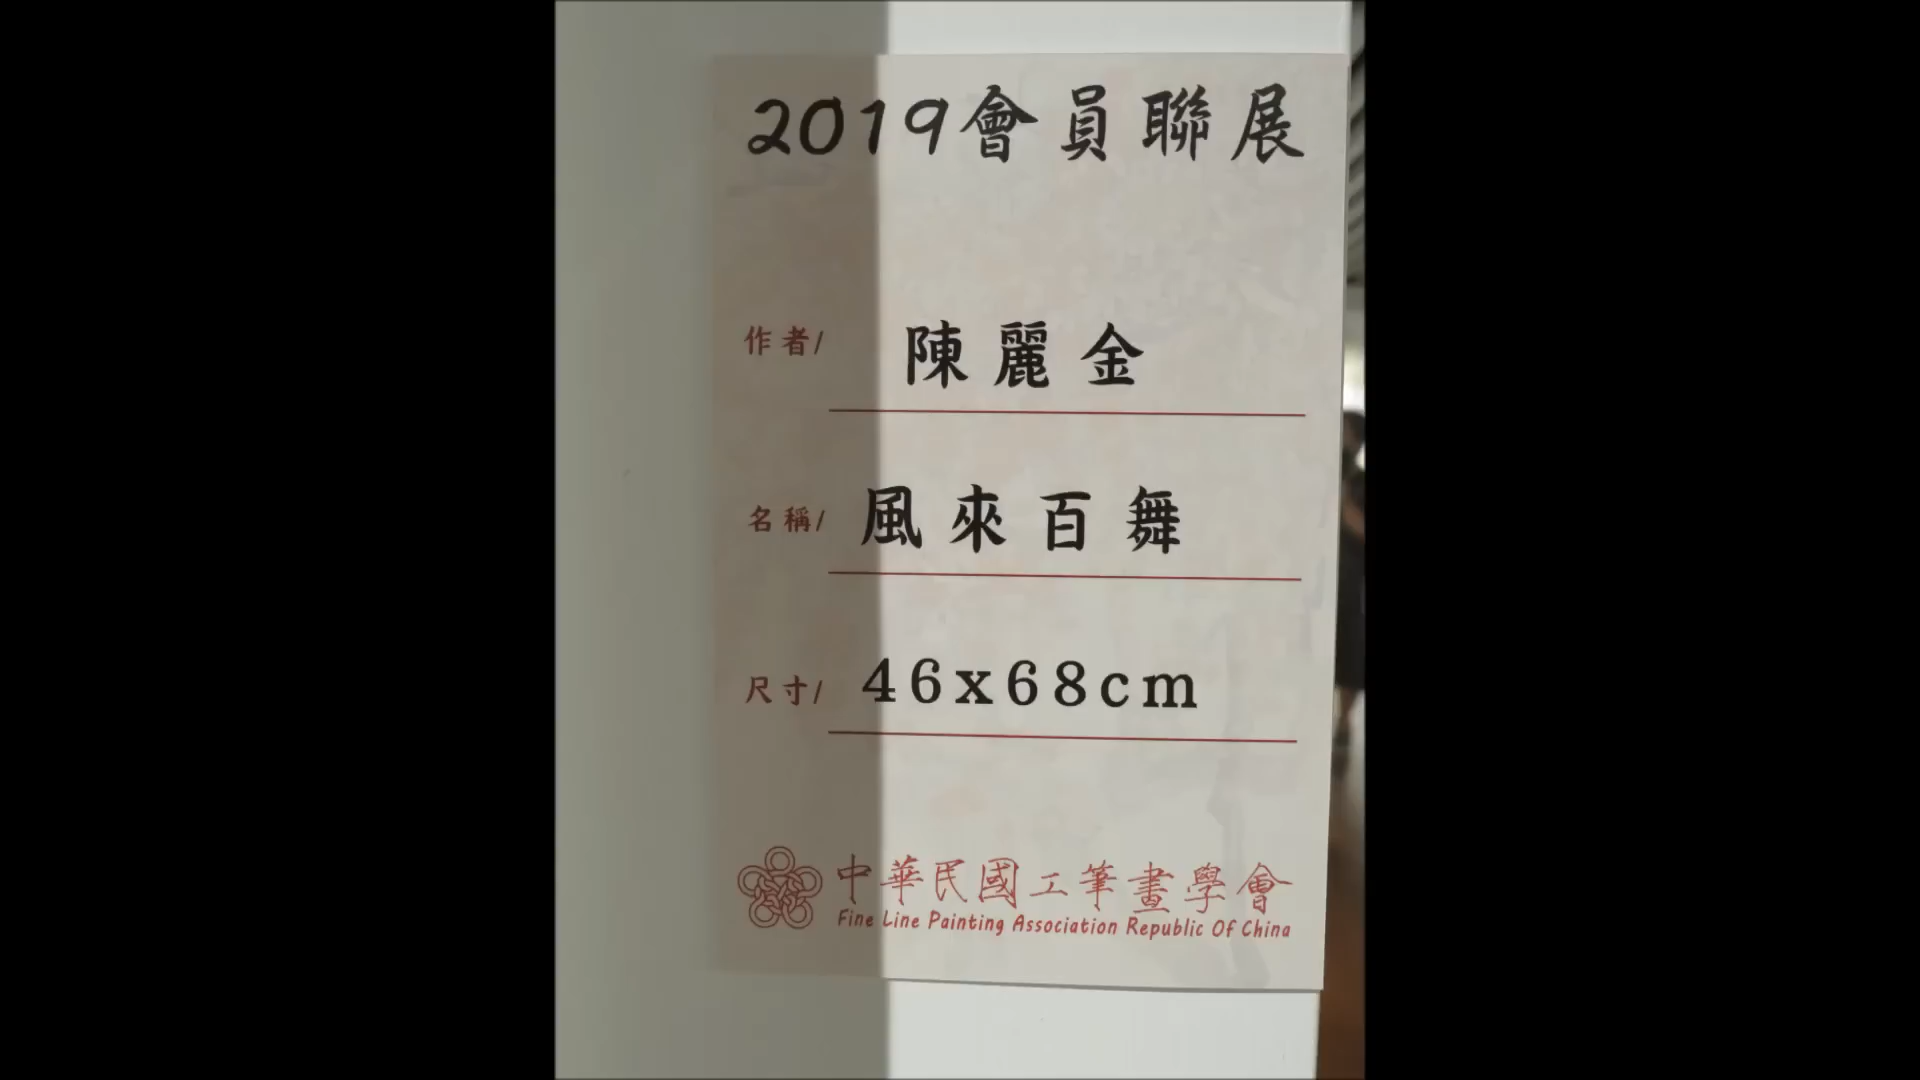 2019會員聯展
作者/ 陳麗金
名稱/ 風來百舞
尺寸/ 46x68cm
中華民國工筆畫學會
Fine Line Painting Association Republic Of China